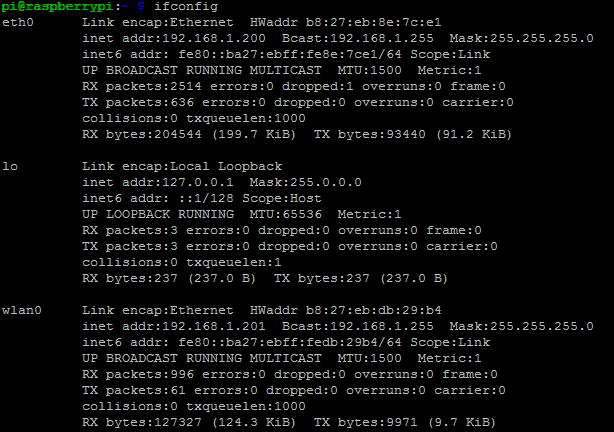 pi@raspberrypi:~ $ ifconfig
eth0      Link encap:Ethernet  HWaddr b8:27:eb:8e:7c:e1
          inet addr:192.168.1.200  Bcast:192.168.1.255  Mask:255.255.255.0
          inet6 addr: fe80::ba27:ebff:fe8e:7ce1/64 Scope:Link
          UP BROADCAST RUNNING MULTICAST  MTU:1500  Metric:1
          RX packets:2514 errors:0 dropped:1 overruns:0 frame:0
          TX packets:636 errors:0 dropped:0 overruns:0 carrier:0
          collisions:0 txqueuelen:1000
          RX bytes:204544 (199.7 KiB)  TX bytes:93440 (91.2 KiB)

lo        Link encap:Local Loopback
          inet addr:127.0.0.1  Mask:255.0.0.0
          inet6 addr: ::1/128 Scope:Host
          UP LOOPBACK RUNNING  MTU:65536  Metric:1
          RX packets:3 errors:0 dropped:0 overruns:0 frame:0
          TX packets:3 errors:0 dropped:0 overruns:0 carrier:0
          collisions:0 txqueuelen:1
          RX bytes:237 (237.0 B)  TX bytes:237 (237.0 B)

wlan0     Link encap:Ethernet  HWaddr b8:27:eb:db:29:b4
          inet addr:192.168.1.201  Bcast:192.168.1.255  Mask:255.255.255.0
          inet6 addr: fe80::ba27:ebff:fedb:29b4/64 Scope:Link
          UP BROADCAST RUNNING MULTICAST  MTU:1500  Metric:1
          RX packets:996 errors:0 dropped:0 overruns:0 frame:0
          TX packets:61 errors:0 dropped:0 overruns:0 carrier:0
          collisions:0 txqueuelen:1000
          RX bytes:127327 (124.3 KiB)  TX bytes:9971 (9.7 KiB)